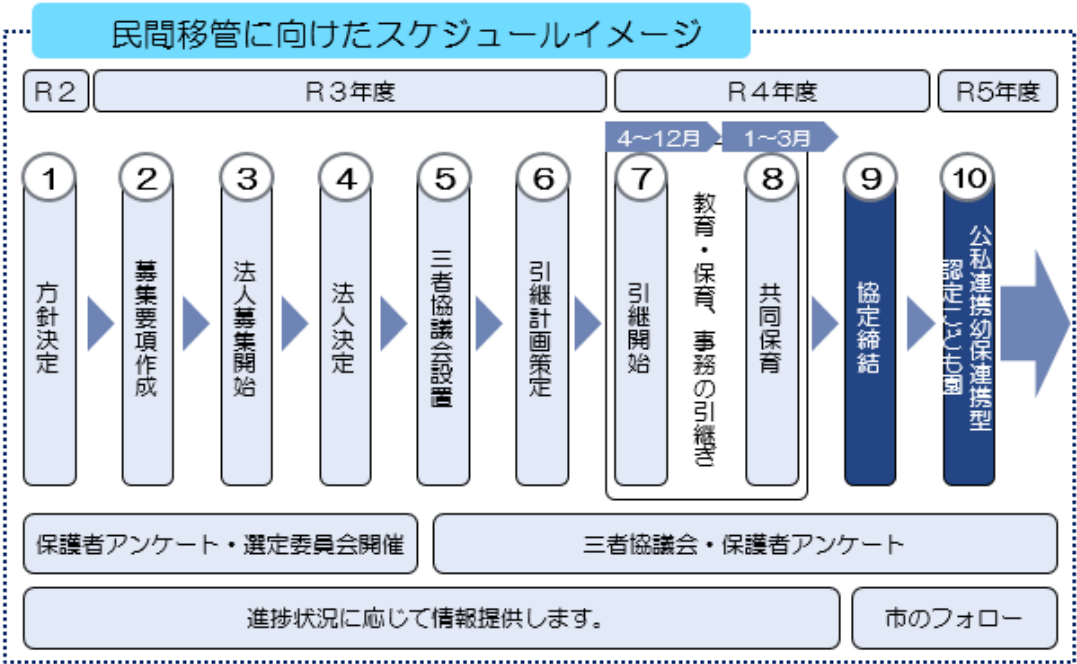 民間移管に向けたスケジュールイメージ
R2
R3年度
R4年度
R5年度
4～12月
1～3月
1
方針決定
2
募集要項作成
3
法人募集開始
4
法人決定
5
三者協議会設置
6
引継計画策定
7
引継開始
教育・保育、事務の引継ぎ
8
共同保育
9
協定締結
10
公私連携幼保連携型
認定こども園
保護者アンケート・選定委員会開催
三者協議会・保護者アンケート
進捗状況に応じて情報提供します。
市のフォロー